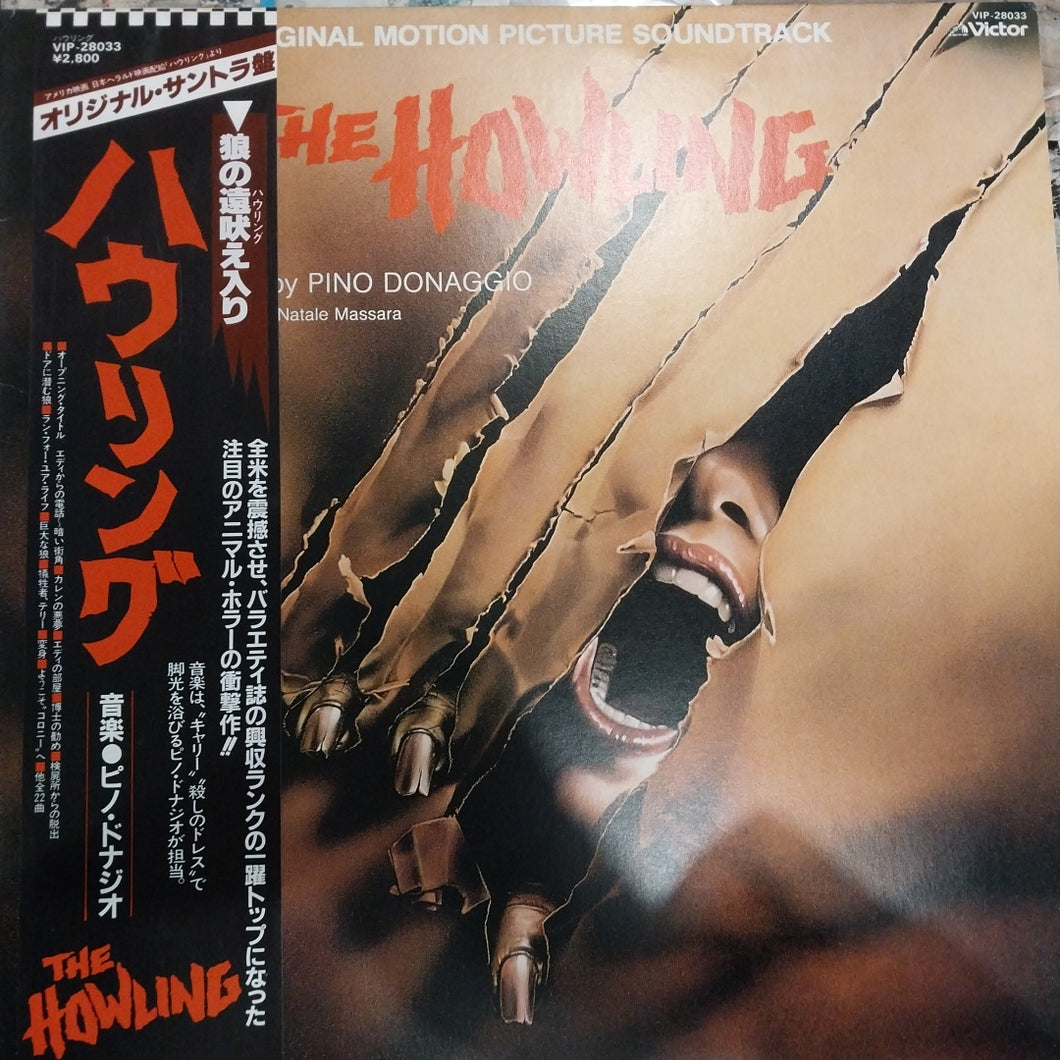 ハウリング
VIP-28033
¥2,800
アメリカ映画 日本ヘラルド映画配給「ハウリング」より
オリジナル・サントラ盤
ハウリング
▼狼の遠吠え入り
ハウリング
全米を震撼させ、バラエティ誌の興収ランクの一躍トップになった
注目のアニマル・ホラーの衝撃作!!
音楽は、“キャリー”“殺しのドレス”で
脚光を浴びるピノ・ドナジオが担当。
■オープニング・タイトル エディからの電話〜暗い街角■カレンの悪夢■エディの部屋■博士の勧め■検屍所からの脱出
■ドアに潜む狼■ラン・フォー・ユア・ライフ■巨大な狼■犠牲者、テリー■変身■ようこそ“コロニー”へ■他全22曲
音楽●ピノ・ドナジオ
THE
HOWLING
GINAL MOTION PICTURE SOUNDTRACK
VIP-28033
Victor
THE HOWLING
by PINO DONAGGIO
Natale Massara